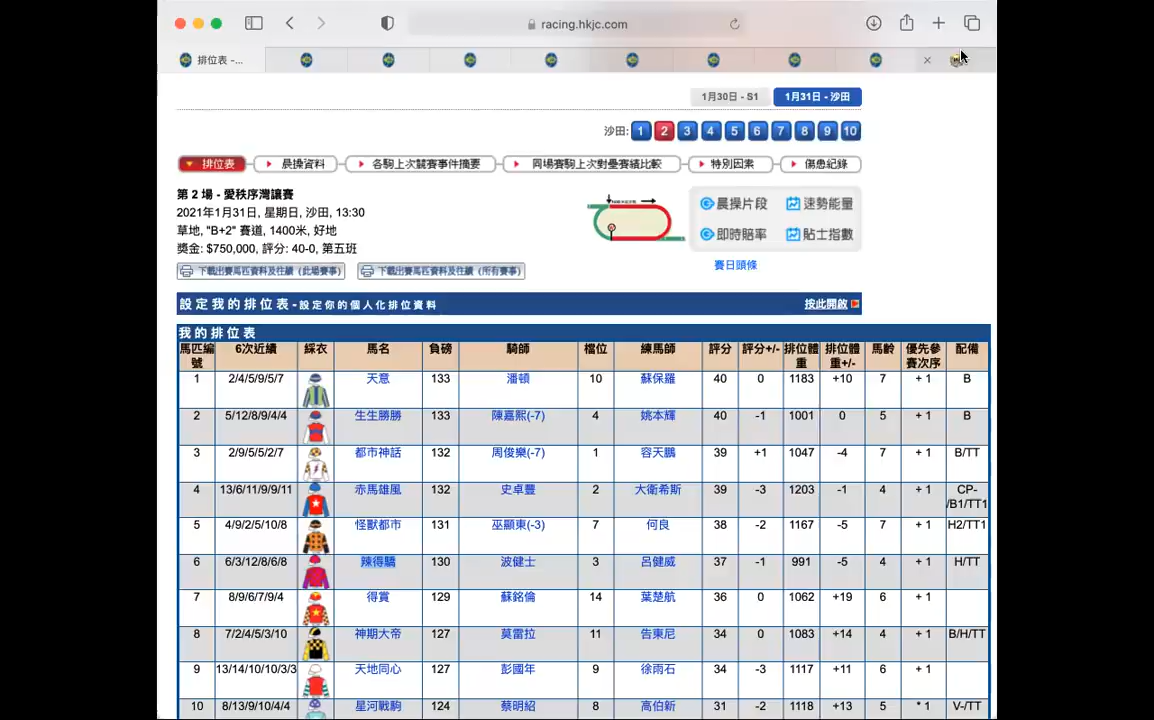 racing.hkjc.com
排位表 -...
1月30日 - S1
1月31日 - 沙田
沙田: 1 2 3 4 5 6 7 8 9 10
排位表
晨操資料
各駒上次競賽事件摘要
同場賽駒上次對壘賽績比較
特別因素
傷患紀錄
第 2 場 - 愛秩序灣讓賽
2021年1月31日, 星期日, 沙田, 13:30
草地, "B+2" 賽道, 1400米, 好地
獎金: $750,000, 評分: 40-0, 第五班
晨操片段
速勢能量
即時賠率
貼士指數
賽日頭條
下載出賽馬匹資料及往績 (此場賽事)
下載出賽馬匹資料及往績 (所有賽事)
設定我的排位表 - 設定你的個人化排位資料
按此開啟
我的排位表
馬匹編號 6次近績 綵衣 馬名 負磅 騎師 檔位 練馬師 評分 評分+/- 排位體重 排位體重+/- 馬齡 優先參賽次序 配備
1 2/4/5/9/5/7 天意 133 潘頓 10 蘇保羅 40 0 1183 +10 7 + 1 B
2 5/12/8/9/4/4 生生勝勝 133 陳嘉熙(-7) 4 姚本輝 40 -1 1001 0 5 + 1 B
3 2/9/5/5/2/7 都市神話 132 周俊樂(-7) 1 容天鵬 39 +1 1047 -4 7 + 1 B/TT
4 13/6/11/9/9/11 赤馬雄風 132 史卓豐 2 大衛希斯 39 -3 1203 -1 4 + 1 CP-/B1/TT1
5 4/9/2/5/10/8 怪獸都市 131 巫顯東(-3) 7 何良 38 -2 1167 -5 7 + 1 H2/TT1
6 6/3/12/8/6/8 辣得驕 130 波健士 3 呂健威 37 -1 991 -5 4 + 1 H/TT
7 8/9/6/7/9/4 得賞 129 蘇銘倫 14 葉楚航 36 0 1062 +19 6 + 1
8 7/2/4/5/3/10 神期大帝 127 莫雷拉 11 告東尼 34 0 1083 +14 4 + 1 B/H/TT
9 13/14/10/10/3/3 天地同心 127 彭國年 9 徐雨石 34 -3 1117 +11 6 + 1
10 8/13/9/10/4/4 星河戰駒 124 蔡明紹 8 高伯新 31 -2 1118 +13 5 * 1 V-/TT